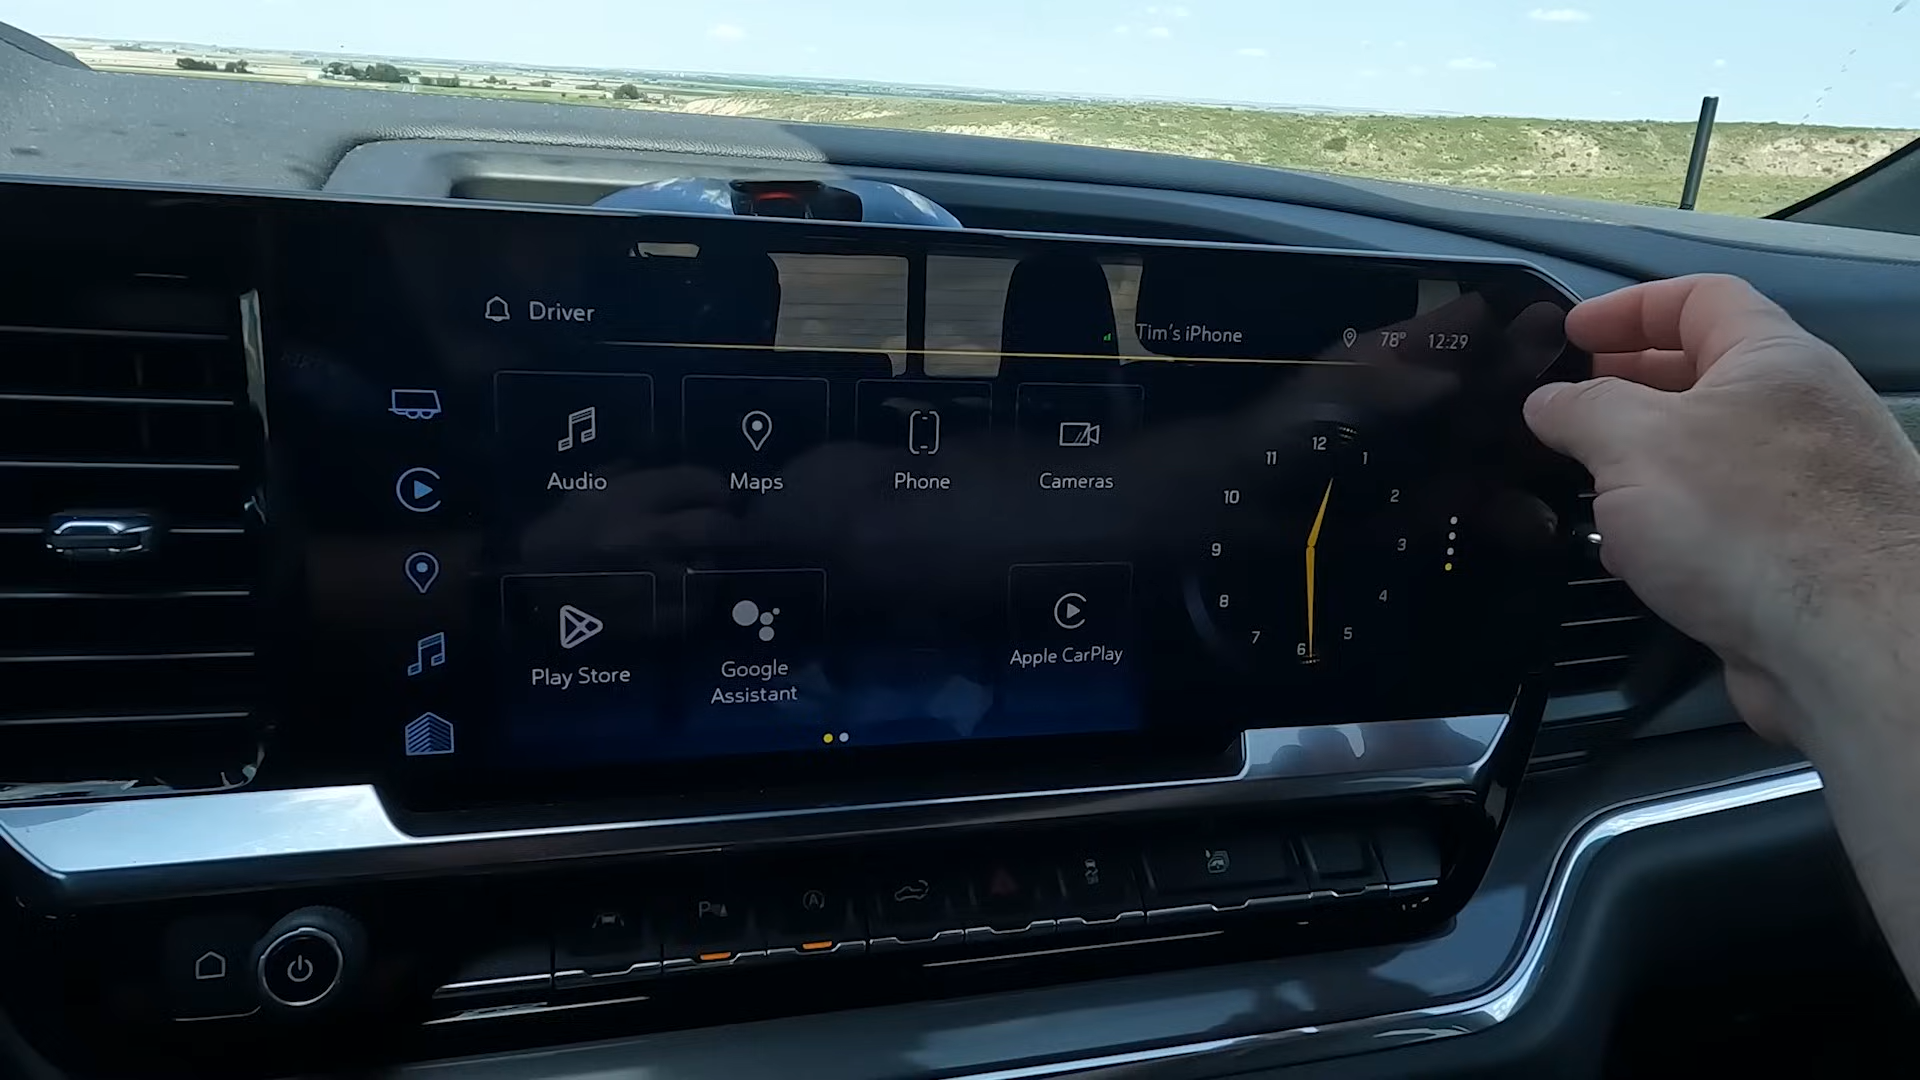 Driver
Tim's iPhone
78° 12:29
Audio
Maps
Phone
Cameras
Play Store
Google
Assistant
Apple CarPlay
12
1
2
3
4
5
6
7
8
9
10
11
P
A